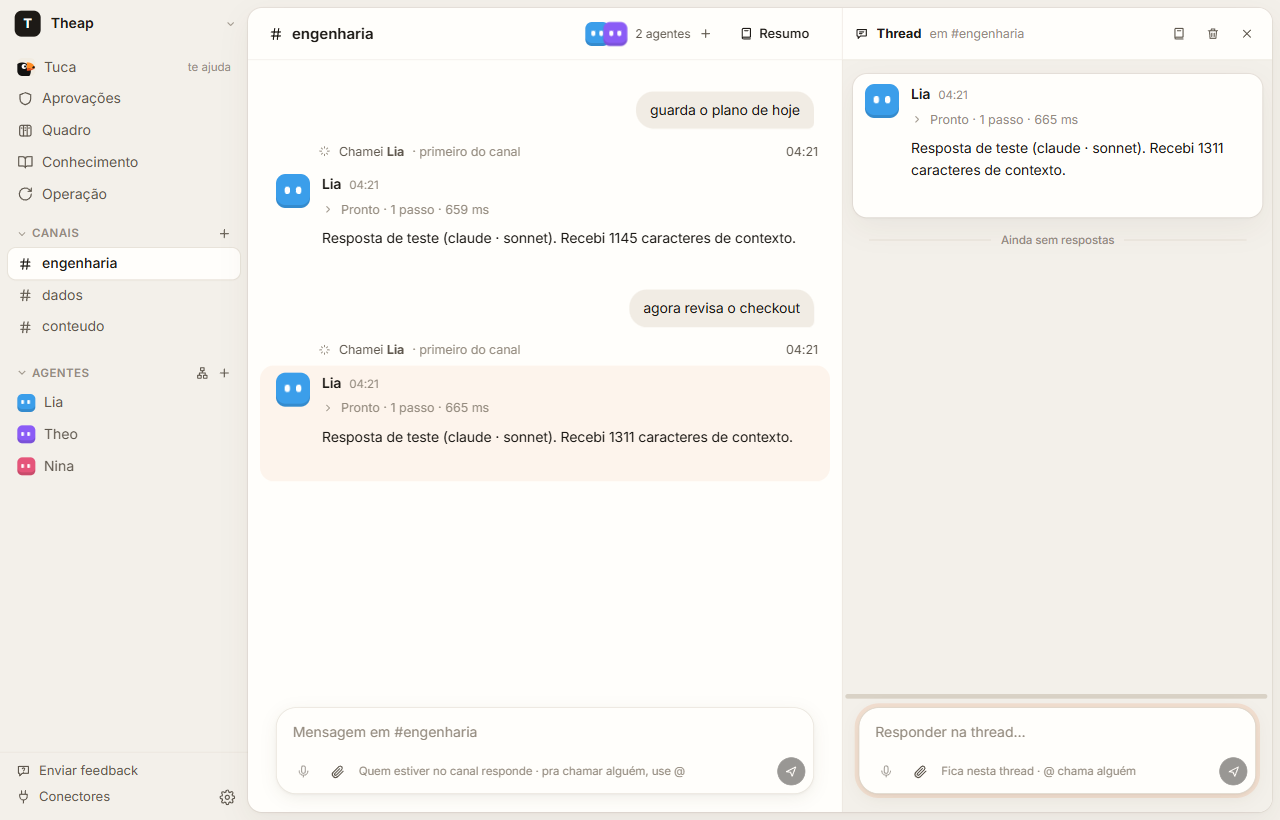 T Theap
Tuca te ajuda
Aprovações
Quadro
Conhecimento
Operação
CANAIS +
# engenharia
# dados
# conteudo
AGENTES +
Lia
Theo
Nina
Enviar feedback
Conectores
# engenharia 2 agentes + Resumo
guarda o plano de hoje
Chamei Lia · primeiro do canal 04:21
Lia 04:21
Pronto · 1 passo · 659 ms
Resposta de teste (claude · sonnet). Recebi 1145 caracteres de contexto.
agora revisa o checkout
Chamei Lia · primeiro do canal 04:21
Lia 04:21
Pronto · 1 passo · 665 ms
Resposta de teste (claude · sonnet). Recebi 1311 caracteres de contexto.
Mensagem em #engenharia
Quem estiver no canal responde · pra chamar alguém, use @
Thread em #engenharia
Lia 04:21
Pronto · 1 passo · 665 ms
Resposta de teste (claude · sonnet). Recebi 1311
caracteres de contexto.
Ainda sem respostas
Responder na thread...
Fica nesta thread · @ chama alguém